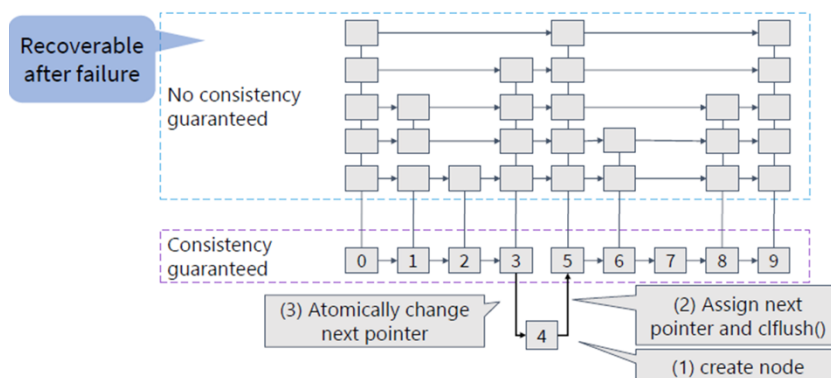 Recoverable
after failure
No consistency
guaranteed
Consistency
guaranteed
0 1 2 3 5 6 7 8 9
(3) Atomically change
next pointer
4
(2) Assign next
pointer and clflush()
(1) create node